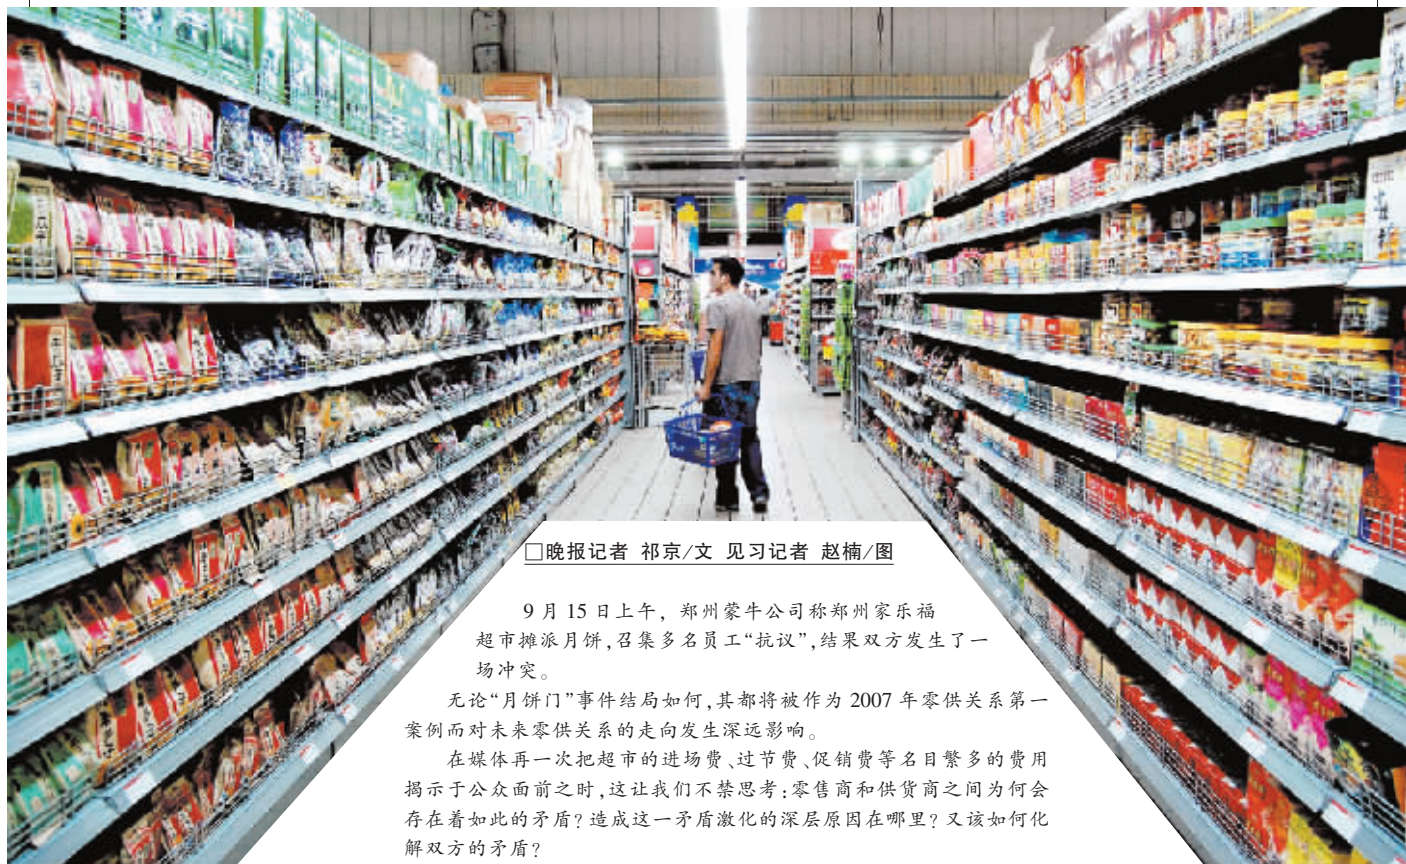 □晚报记者 祁京/文 见习记者 赵楠/图
9 月 15 日上午，郑州蒙牛公司称郑州家乐福
超市摊派月饼,召集多名员工“抗议”,结果双方发生了一
场冲突。
无论“月饼门”事件结局如何,其都将被作为 2007 年零供关系第一
案例而对未来零供关系的走向发生深远影响。
在媒体再一次把超市的进场费、过节费、促销费等名目繁多的费用
揭示于公众面前之时,这让我们不禁思考:零售商和供货商之间为何会
存在着如此的矛盾?造成这一矛盾激化的深层原因在哪里?又该如何化
解双方的矛盾?